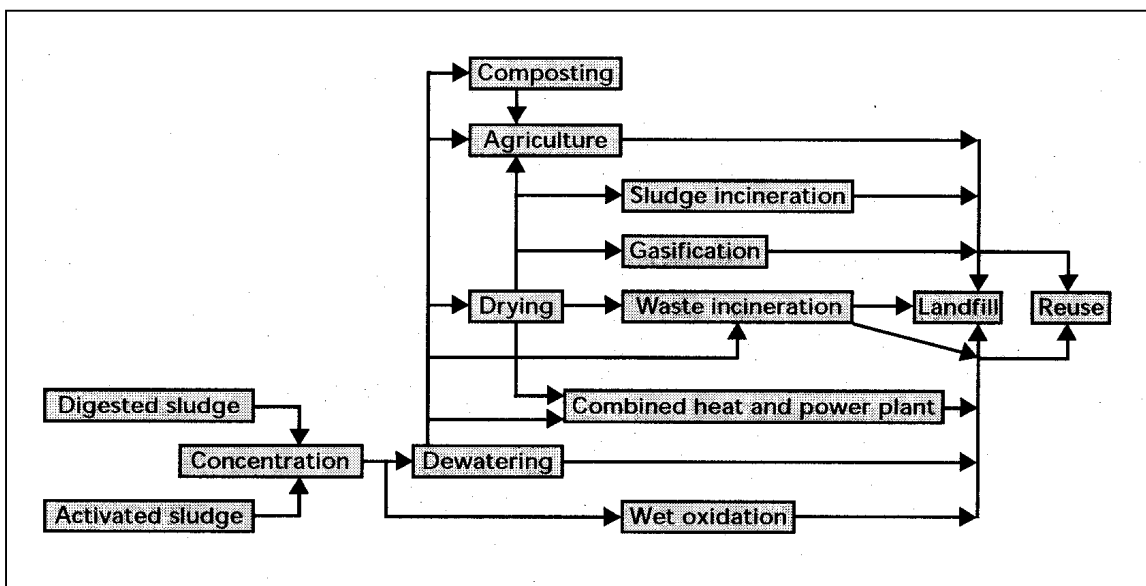 Composting
Agriculture
Sludge incineration
Gasification
Drying
Waste incineration
Landfill
Reuse
Digested sludge
Combined heat and power plant
Concentration
Dewatering
Activated sludge
Wet oxidation